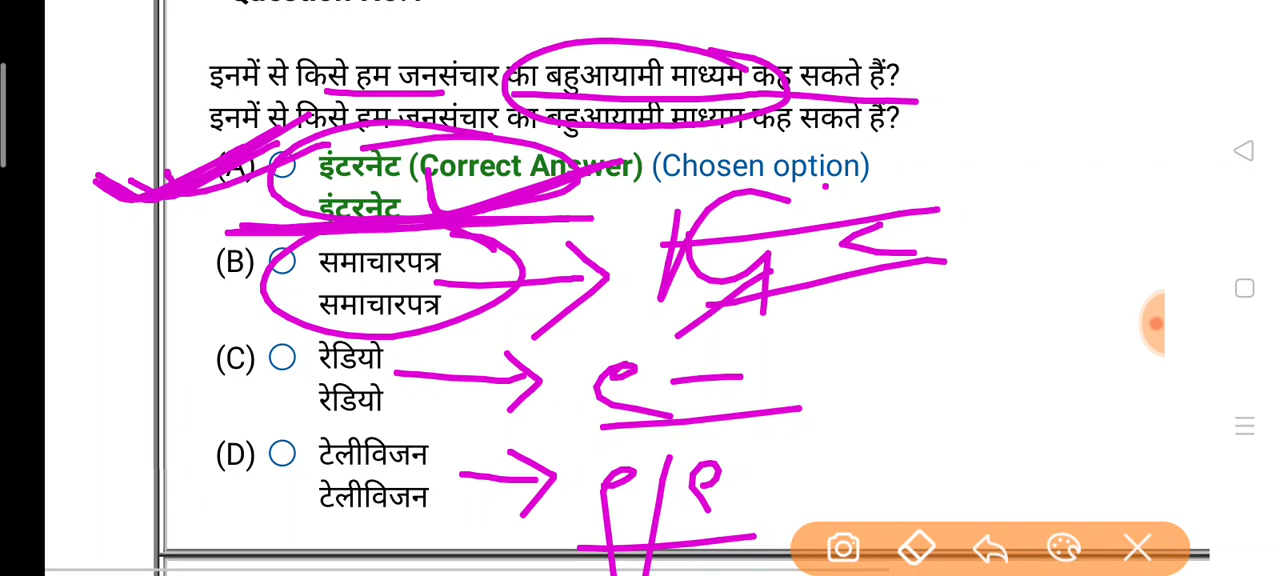 इनमें से किसे हम जनसंचार का बहुआयामी माध्यम कह सकते हैं?
इनमें से किसे हम जनसंचार का बहुआयामी माध्यम कह सकते हैं?
(A) इंटरनेट (Correct Answer) (Chosen option)
इंटरनेट
(B) समाचारपत्र
समाचारपत्र
(C) रेडियो
रेडियो
(D) टेलीविजन
टेलीविजन